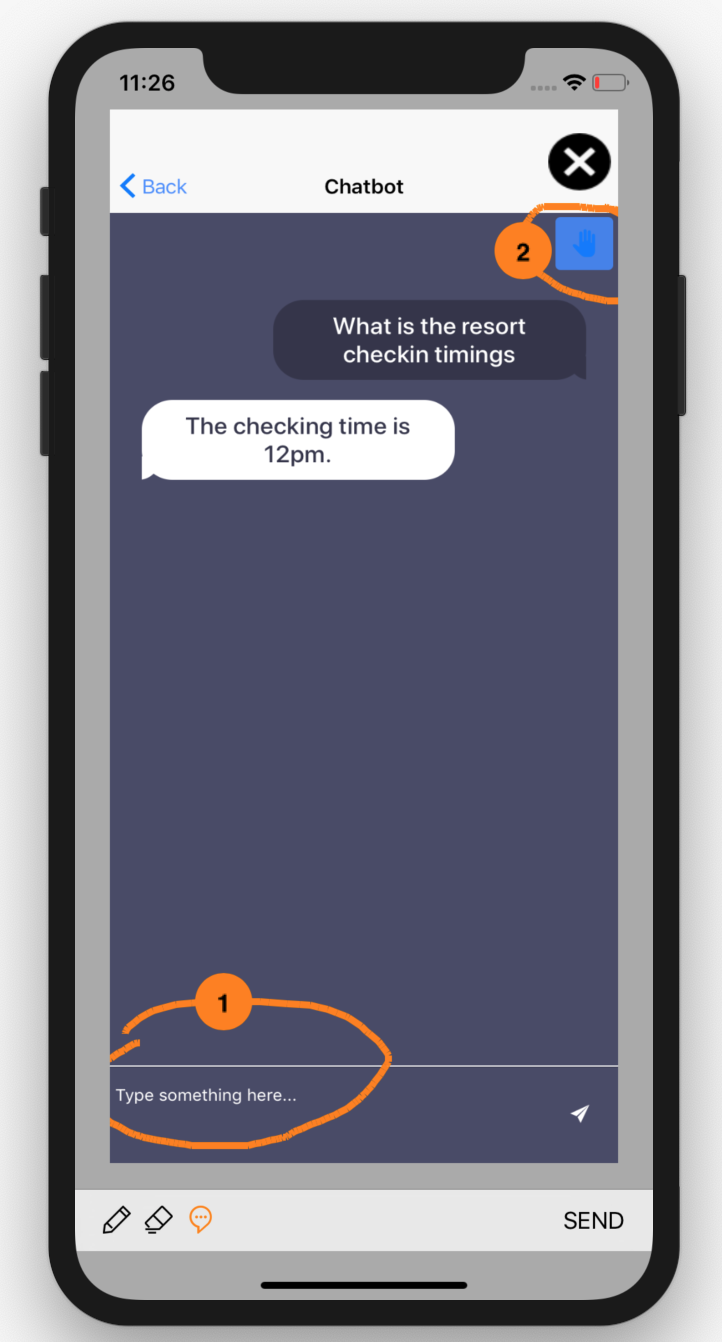 11:26
Back
Chatbot
2
What is the resort
checkin timings
The checking time is
12pm.
1
Type something here...
SEND